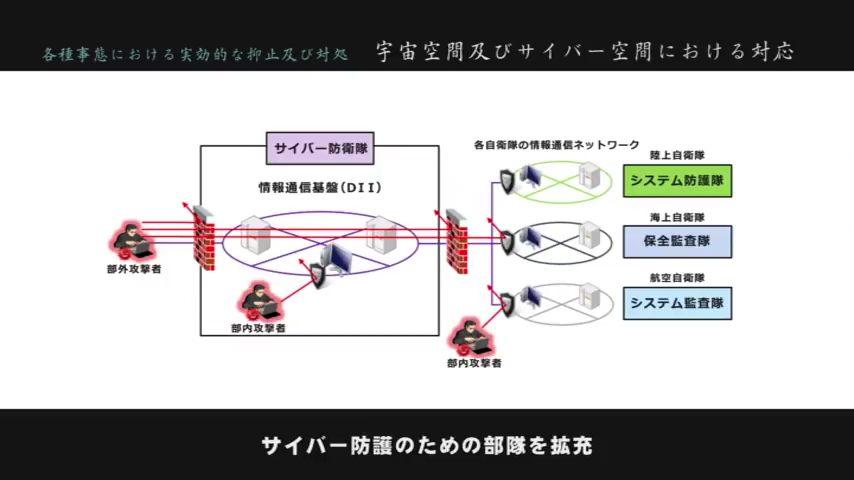 各種事態における実効的な抑止及び対処 宇宙空間及びサイバー空間における対応
サイバー防衛隊
情報通信基盤(DII)
部外攻撃者
部内攻撃者
各自衛隊の情報通信ネットワーク
陸上自衛隊
システム防護隊
海上自衛隊
保全監査隊
航空自衛隊
システム監査隊
部内攻撃者
サイバー防護のための部隊を拡充